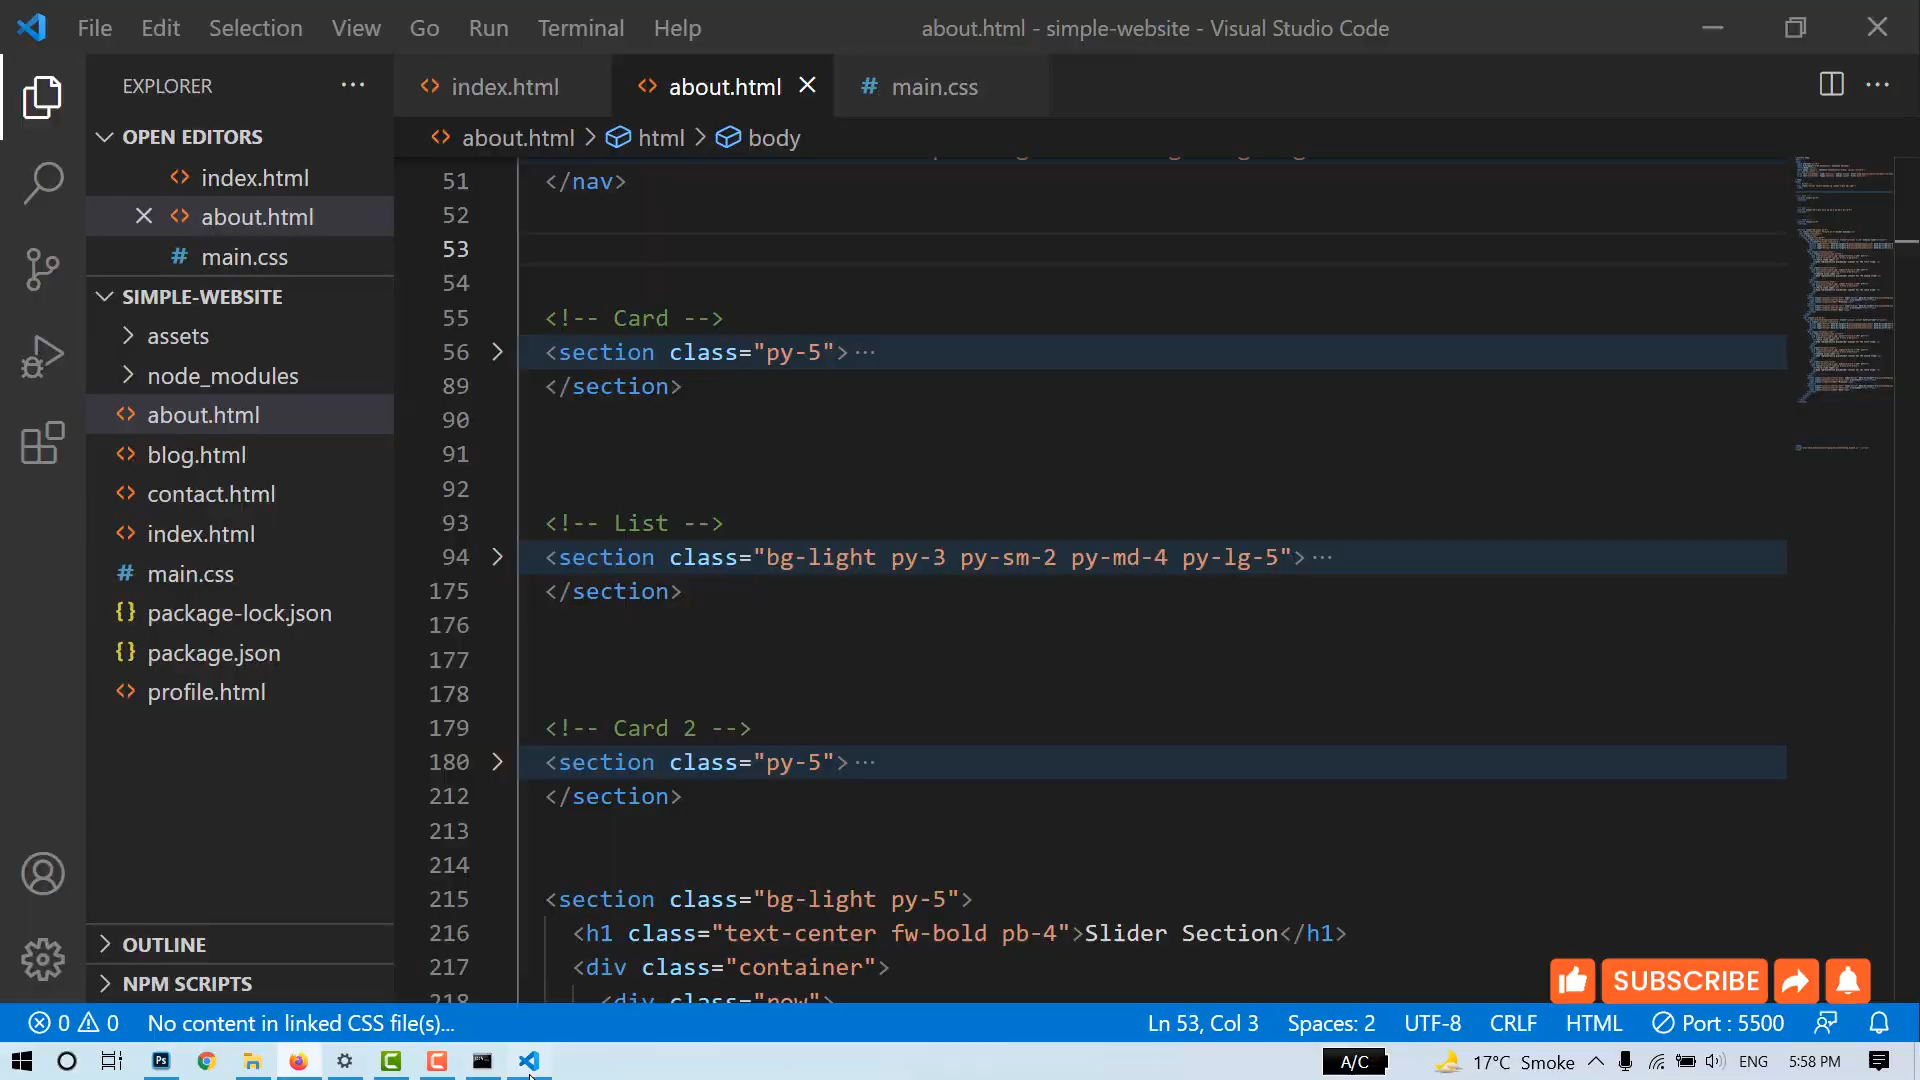 File Edit Selection View Go Run Terminal Help
about.html - simple-website - Visual Studio Code
EXPLORER
index.html
about.html
# main.css
about.html > html > body
OPEN EDITORS
index.html
about.html
# main.css
SIMPLE-WEBSITE
assets
node_modules
about.html
blog.html
contact.html
index.html
# main.css
{} package-lock.json
{} package.json
profile.html
OUTLINE
NPM SCRIPTS
51 </nav>
52
53
54
55 <!-- Card -->
56 <section class="py-5"> ...
89 </section>
90
91
92
93 <!-- List -->
94 <section class="bg-light py-3 py-sm-2 py-md-4 py-lg-5"> ...
175 </section>
176
177
178
179 <!-- Card 2 -->
180 <section class="py-5"> ...
212 </section>
213
214
215 <section class="bg-light py-5">
216 <h1 class="text-center fw-bold pb-4">Slider Section</h1>
217 <div class="container">
218 <div class="row">
SUBSCRIBE
0 0 No content in linked CSS file(s)...
Ln 53, Col 3 Spaces: 2 UTF-8 CRLF HTML Port : 5500
Ps
A/C
17°C Smoke ENG 5:58 PM